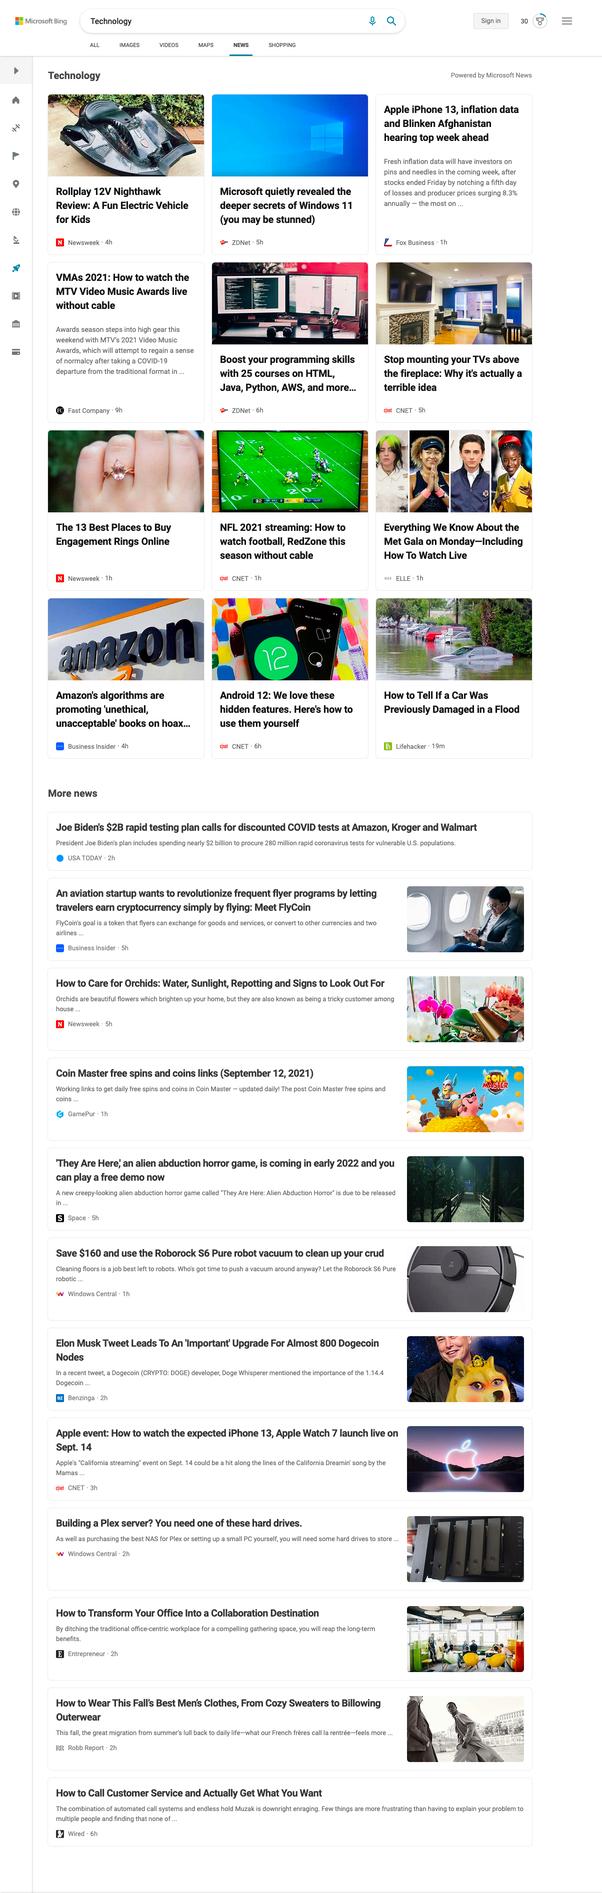 Microsoft Bing
Technology
Sign in
30
ALL
IMAGES
VIDEOS
MAPS
NEWS
SHOPPING
Technology
Powered by Microsoft News
Rollplay 12V Nighthawk
Review: A Fun Electric Vehicle
for Kids
Newsweek · 4h
Microsoft quietly revealed the
deeper secrets of Windows 11
(you may be stunned)
ZDNet · 5h
Apple iPhone 13, inflation data
and Blinken Afghanistan
hearing top week ahead
Fresh inflation data will have investors on
pins and needles in the coming week, after
stocks ended Friday by notching a fifth day
of losses and producer prices surging 8.3%
annually — the most on ...
Fox Business · 1h
VMAs 2021: How to watch the
MTV Video Music Awards live
without cable
Awards season steps into high gear this
weekend with MTV's 2021 Video Music
Awards, which will attempt to regain a sense
of normalcy after taking a COVID-19
departure from the traditional format in ...
Fast Company · 9h
Boost your programming skills
with 25 courses on HTML,
Java, Python, AWS, and more...
ZDNet · 6h
Stop mounting your TVs above
the fireplace: Why it's actually a
terrible idea
CNET · 5h
The 13 Best Places to Buy
Engagement Rings Online
Newsweek · 1h
NFL 2021 streaming: How to
watch football, RedZone this
season without cable
CNET · 1h
Everything We Know About the
Met Gala on Monday—Including
How To Watch Live
ELLE · 1h
amazon
Amazon's algorithms are
promoting 'unethical,
unacceptable' books on hoax...
Business Insider · 4h
12
Android 12: We love these
hidden features. Here's how to
use them yourself
CNET · 6h
How to Tell If a Car Was
Previously Damaged in a Flood
Lifehacker · 19m
More news
Joe Biden's $2B rapid testing plan calls for discounted COVID tests at Amazon, Kroger and Walmart
President Joe Biden's plan includes spending nearly $2 billion to procure 280 million rapid coronavirus tests for vulnerable U.S. populations.
USA TODAY · 2h
An aviation startup wants to revolutionize frequent flyer programs by letting
travelers earn cryptocurrency simply by flying: Meet FlyCoin
FlyCoin's goal is a token that flyers can exchange for goods and services, or convert to other currencies and two
airlines ...
Business Insider · 5h
How to Care for Orchids: Water, Sunlight, Repotting and Signs to Look Out For
Orchids are beautiful flowers which brighten up your home, but they are also known as being a tricky customer among
house ...
Newsweek · 5h
Coin Master free spins and coins links (September 12, 2021)
Working links to get daily free spins and coins in Coin Master — updated daily! The post Coin Master free spins and
coins ...
GamePur · 1h
COIN
MASTER
'They Are Here,' an alien abduction horror game, is coming in early 2022 and you
can play a free demo now
A new creepy-looking alien abduction horror game called "They Are Here: Alien Abduction Horror" is due to be released
in ...
Space · 5h
Save $160 and use the Roborock S6 Pure robot vacuum to clean up your crud
Cleaning floors is a job best left to robots. Who's got time to push a vacuum around anyway? Let the Roborock S6 Pure
robotic ...
Windows Central · 1h
Elon Musk Tweet Leads To An 'Important' Upgrade For Almost 800 Dogecoin
Nodes
In a recent tweet, a Dogecoin (CRYPTO: DOGE) developer, Doge Whisperer mentioned the importance of the 1.14.4
Dogecoin ...
Benzinga · 2h
Apple event: How to watch the expected iPhone 13, Apple Watch 7 launch live on
Sept. 14
Apple's "California streaming" event on Sept. 14 could be a hit along the lines of the California Dreamin' song by the
Mamas ...
CNET · 3h
Building a Plex server? You need one of these hard drives.
As well as purchasing the best NAS for Plex or setting up a small PC yourself, you will need some hard drives to store ...
Windows Central · 2h
How to Transform Your Office Into a Collaboration Destination
By ditching the traditional office-centric workplace for a compelling gathering space, you will reap the long-term
benefits.
Entrepreneur · 2h
How to Wear This Fall's Best Men's Clothes, From Cozy Sweaters to Billowing
Outerwear
This fall, the great migration from summer's lull back to daily life—what our French frères call la rentrée—feels more ...
Robb Report · 2h
How to Call Customer Service and Actually Get What You Want
The combination of automated call systems and endless hold Muzak is downright enraging. Few things are more frustrating than having to explain your problem to
multiple people and finding that none of ...
Wired · 6h